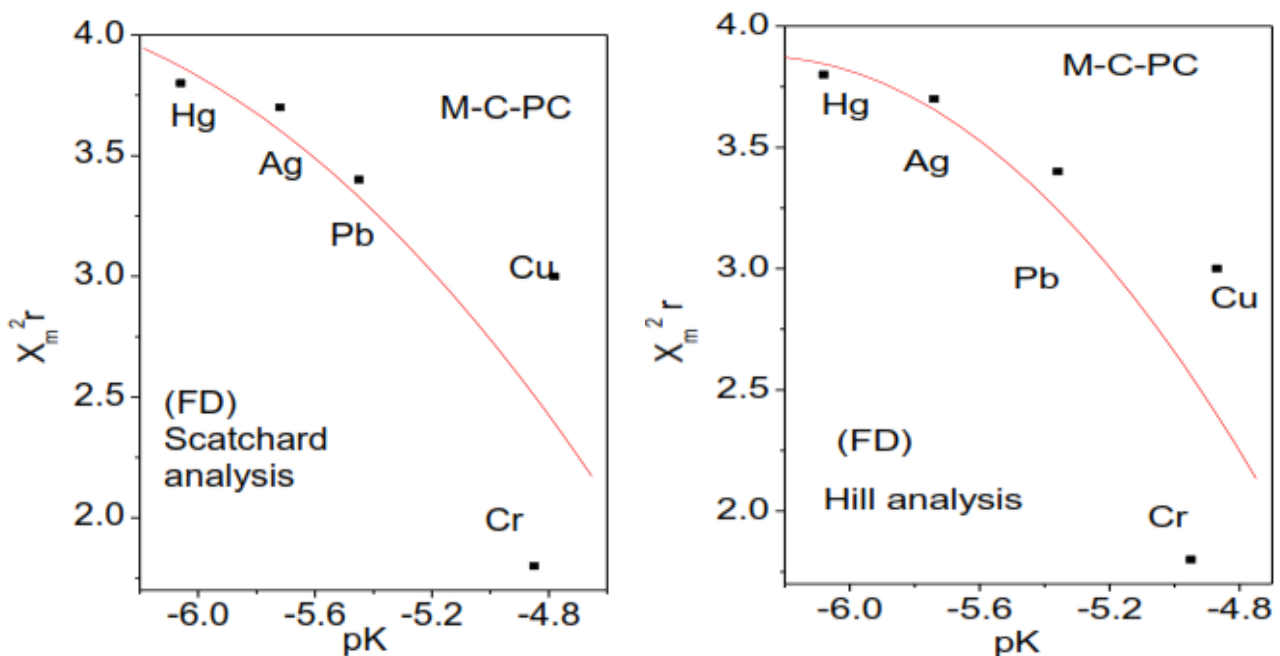 4.0
M-C-PC
Hg
3.5
Ag
Pb
3.0
Cu
X_m^2 r
2.5
(FD)
Scatchard
analysis
2.0
Cr
-6.0 -5.6 -5.2 -4.8
pK
4.0
M-C-PC
Hg
3.5
Ag
Pb
3.0
Cu
X_m^2 r
2.5
(FD)
Hill analysis
2.0
Cr
-6.0 -5.6 -5.2 -4.8
pK